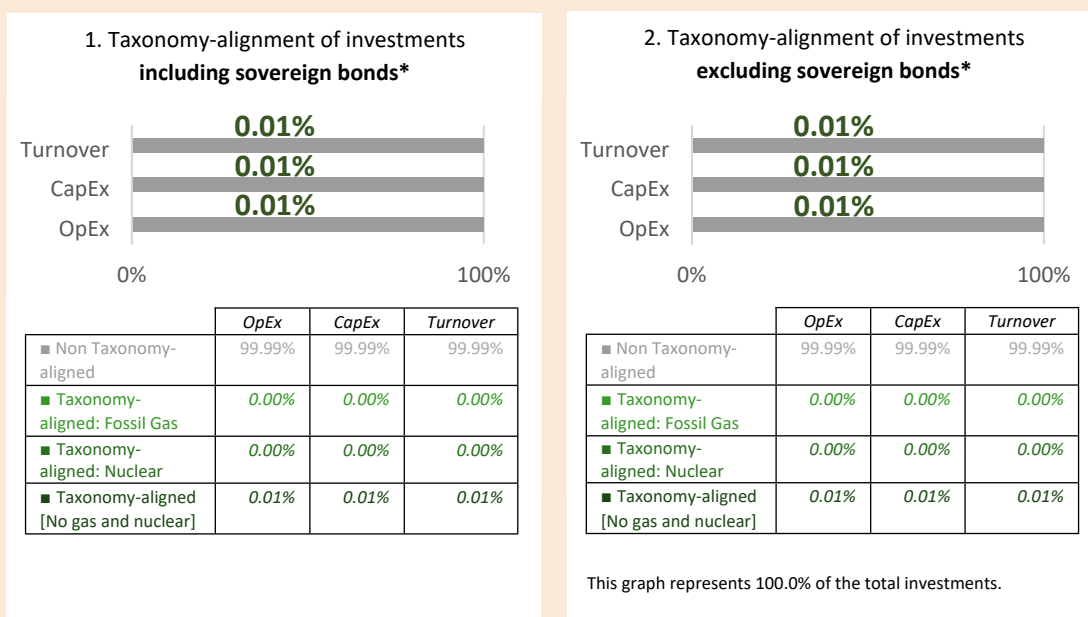 1. Taxonomy-alignment of investments
including sovereign bonds*
0.01%
Turnover
0.01%
CapEx
0.01%
OpEx
0% 100%
OpEx CapEx Turnover
■ Non Taxonomy- 99.99% 99.99% 99.99%
aligned
■ Taxonomy- 0.00% 0.00% 0.00%
aligned: Fossil Gas
■ Taxonomy- 0.00% 0.00% 0.00%
aligned: Nuclear
■ Taxonomy-aligned 0.01% 0.01% 0.01%
[No gas and nuclear]
2. Taxonomy-alignment of investments
excluding sovereign bonds*
0.01%
Turnover
0.01%
CapEx
0.01%
OpEx
0% 100%
OpEx CapEx Turnover
■ Non Taxonomy- 99.99% 99.99% 99.99%
aligned
■ Taxonomy- 0.00% 0.00% 0.00%
aligned: Fossil Gas
■ Taxonomy- 0.00% 0.00% 0.00%
aligned: Nuclear
■ Taxonomy-aligned 0.01% 0.01% 0.01%
[No gas and nuclear]
This graph represents 100.0% of the total investments.